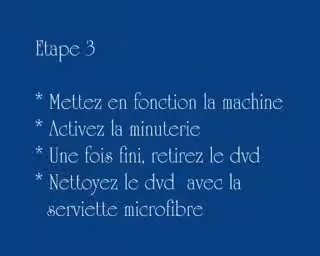 Etape 3
* Mettez en fonction la machine
* Activez la minuterie
* Une fois fini, retirez le dvd
* Nettoyez le dvd avec la
serviette microfibre